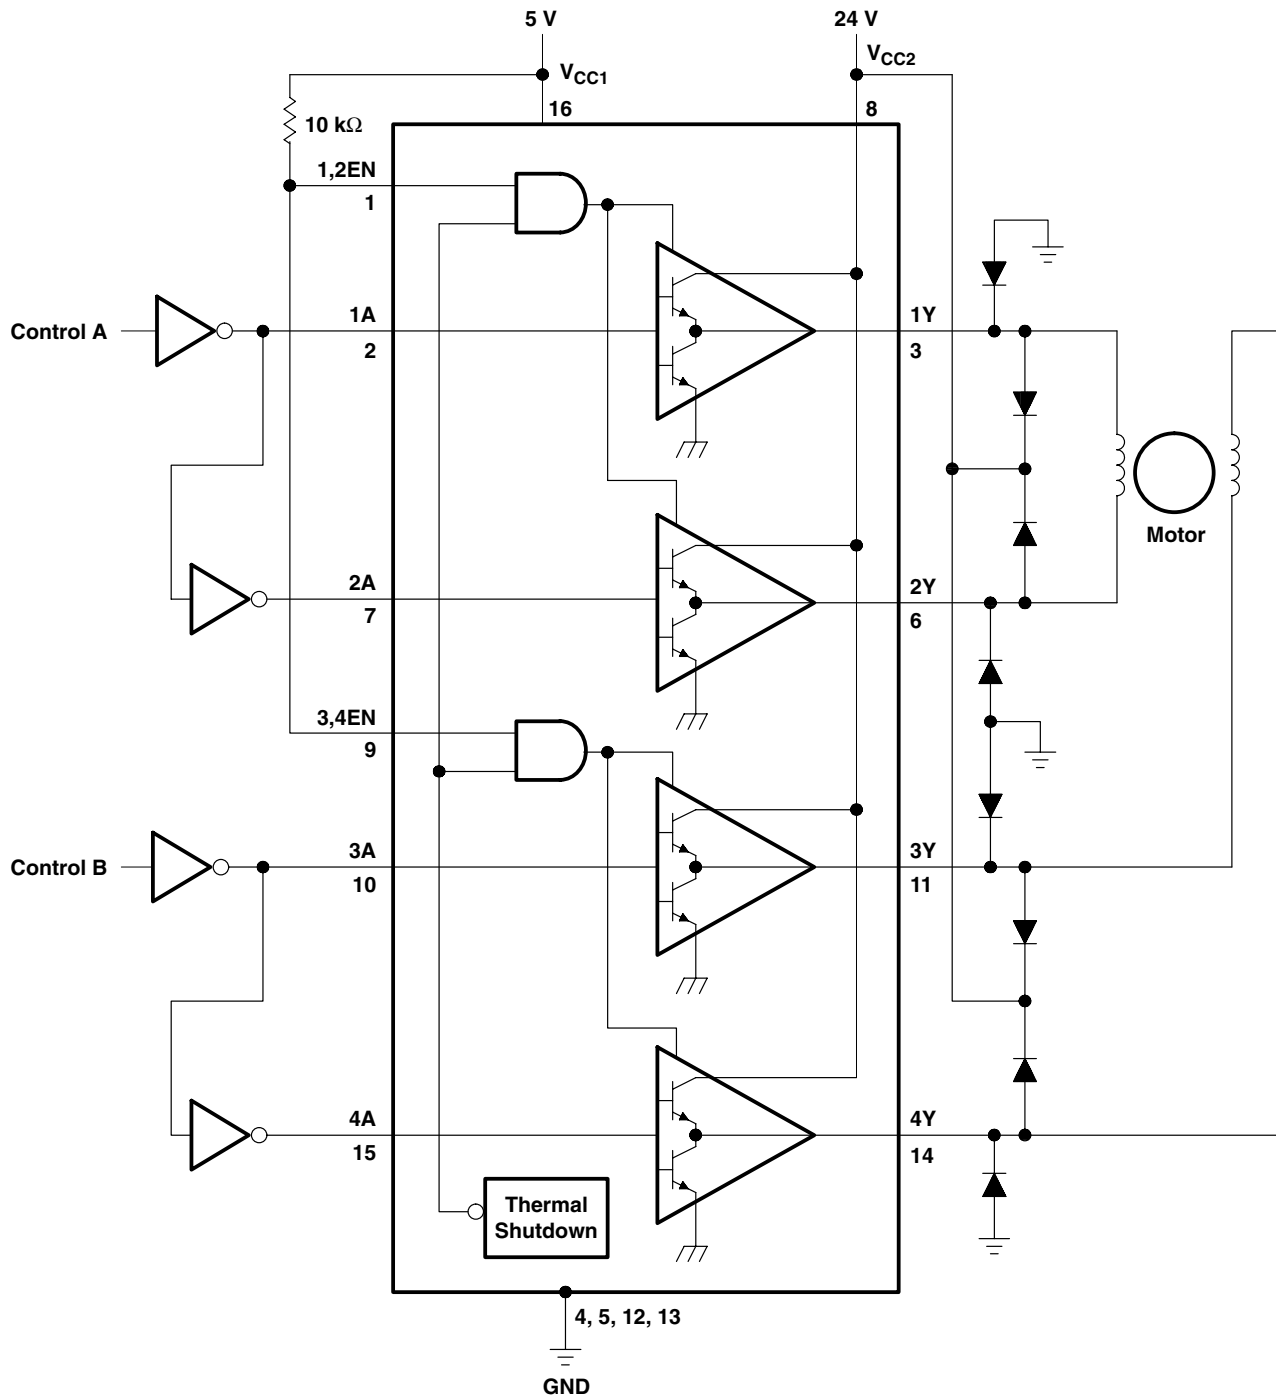 5 V
24 V
VCC1
VCC2
16
8
10 kΩ
1,2EN
1
Control A
1A
2
1Y
3
Motor
2A
7
2Y
6
3,4EN
9
Control B
3A
10
3Y
11
4A
15
4Y
14
Thermal
Shutdown
4, 5, 12, 13
GND